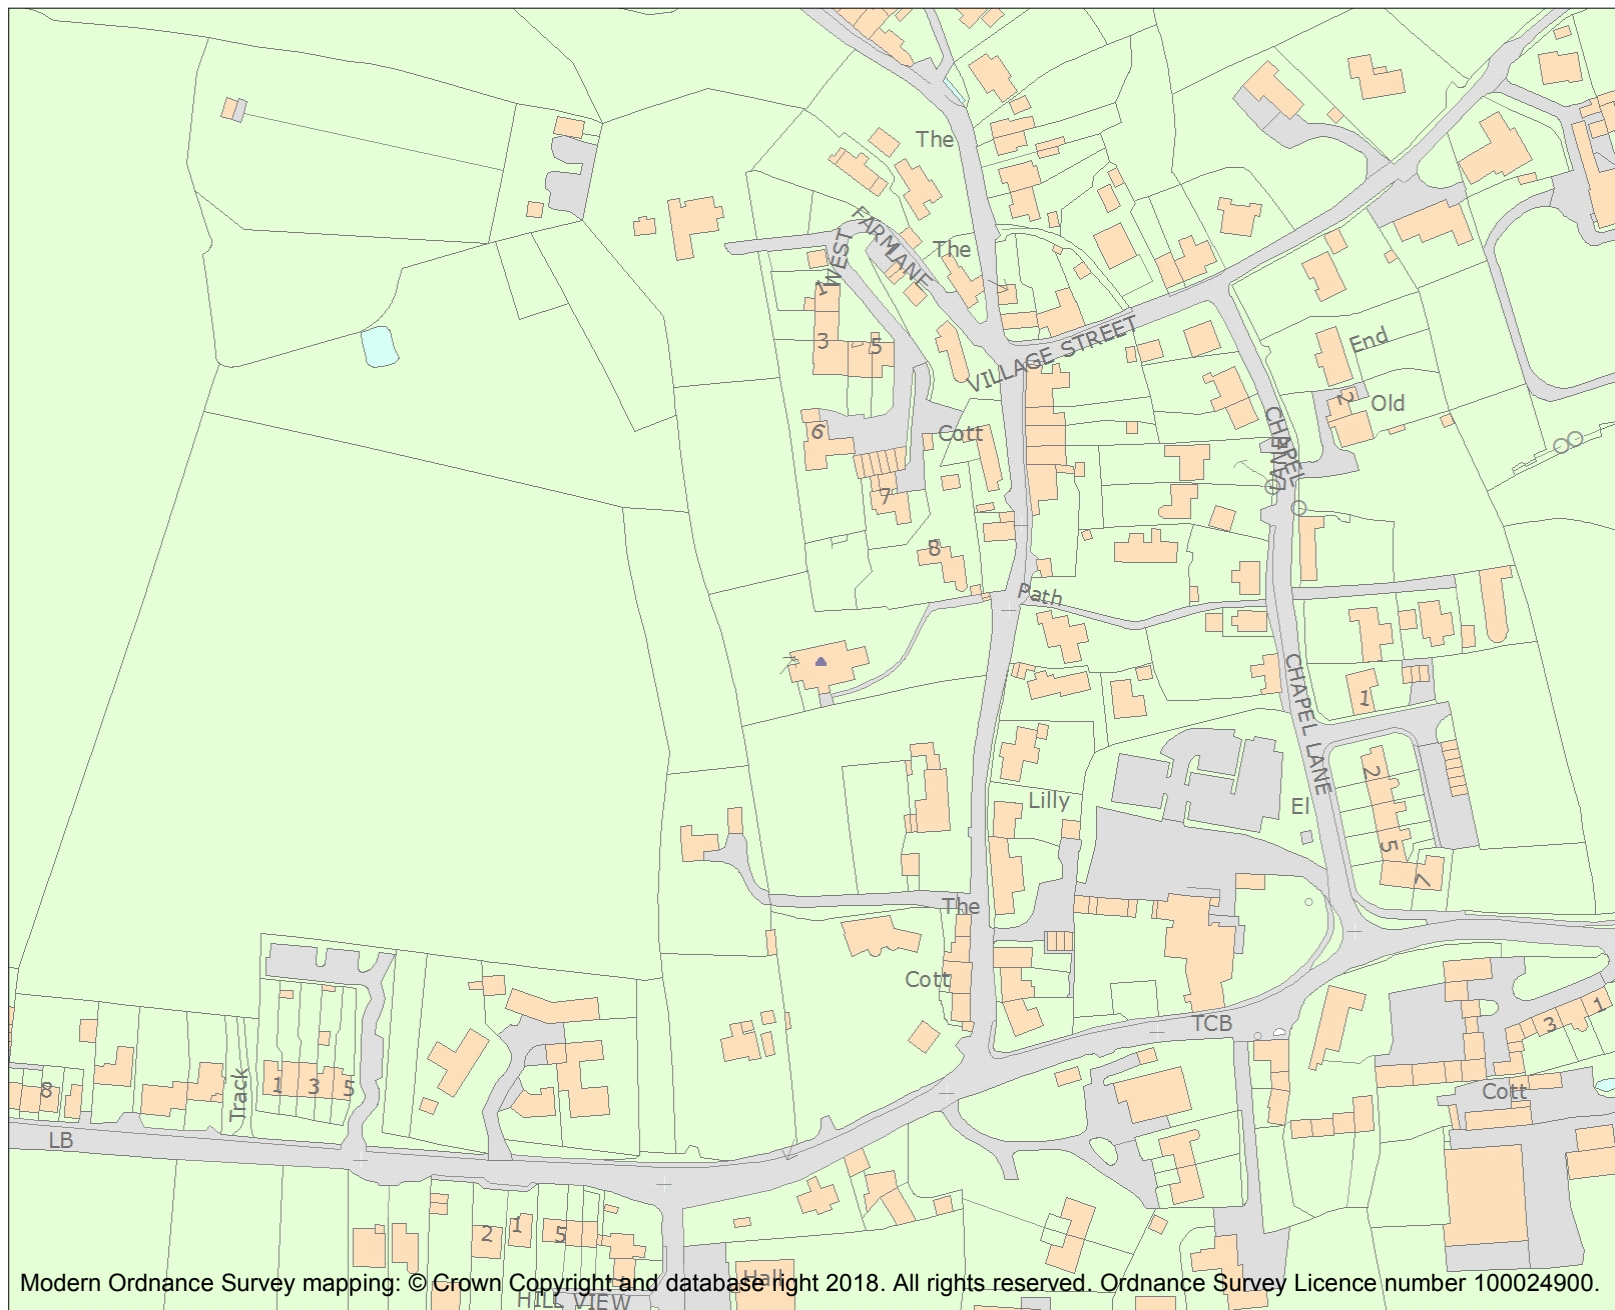 The
The
WEST
FARM LANE
1
3
5
VILLAGE STREET
End
2
Old
6
Cott
CHAPEL
7
8
Path
CHAPEL LANE
1
2
Lilly
El
5
7
The
Cott
TCB
3
1
Cott
8
Track
1
3
5
LB
2
1
5
Hall
HILL VIEW
Modern Ordnance Survey mapping: © Crown Copyright and database right 2018. All rights reserved. Ordnance Survey Licence number 100024900.